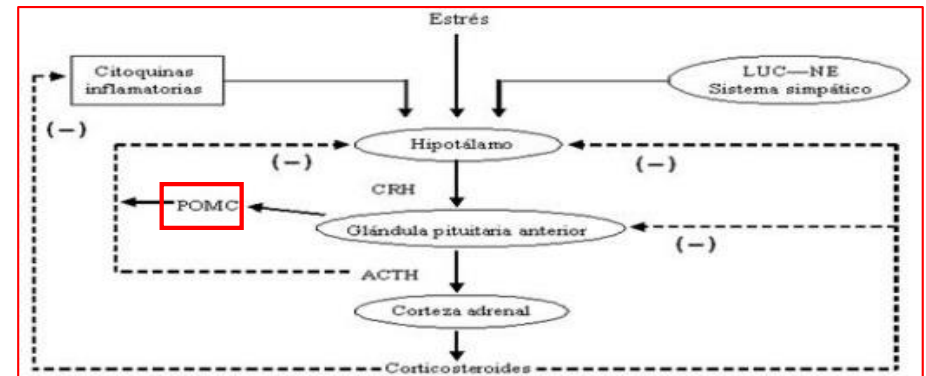 Estrés
Citoquinas
inflamatorias
LUC—NE
Sistema simpático
(−)
Hipotálamo
(−)
(−)
CRH
POMC
Glándula pituitaria anterior
(−)
ACTH
Corteza adrenal
Corticosteroides